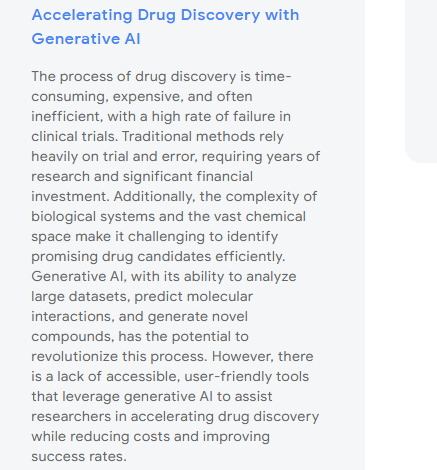 Accelerating Drug Discovery with
Generative AI
The process of drug discovery is time-
consuming, expensive, and often
inefficient, with a high rate of failure in
clinical trials. Traditional methods rely
heavily on trial and error, requiring years of
research and significant financial
investment. Additionally, the complexity of
biological systems and the vast chemical
space make it challenging to identify
promising drug candidates efficiently.
Generative AI, with its ability to analyze
large datasets, predict molecular
interactions, and generate novel
compounds, has the potential to
revolutionize this process. However, there
is a lack of accessible, user-friendly tools
that leverage generative AI to assist
researchers in accelerating drug discovery
while reducing costs and improving
success rates.